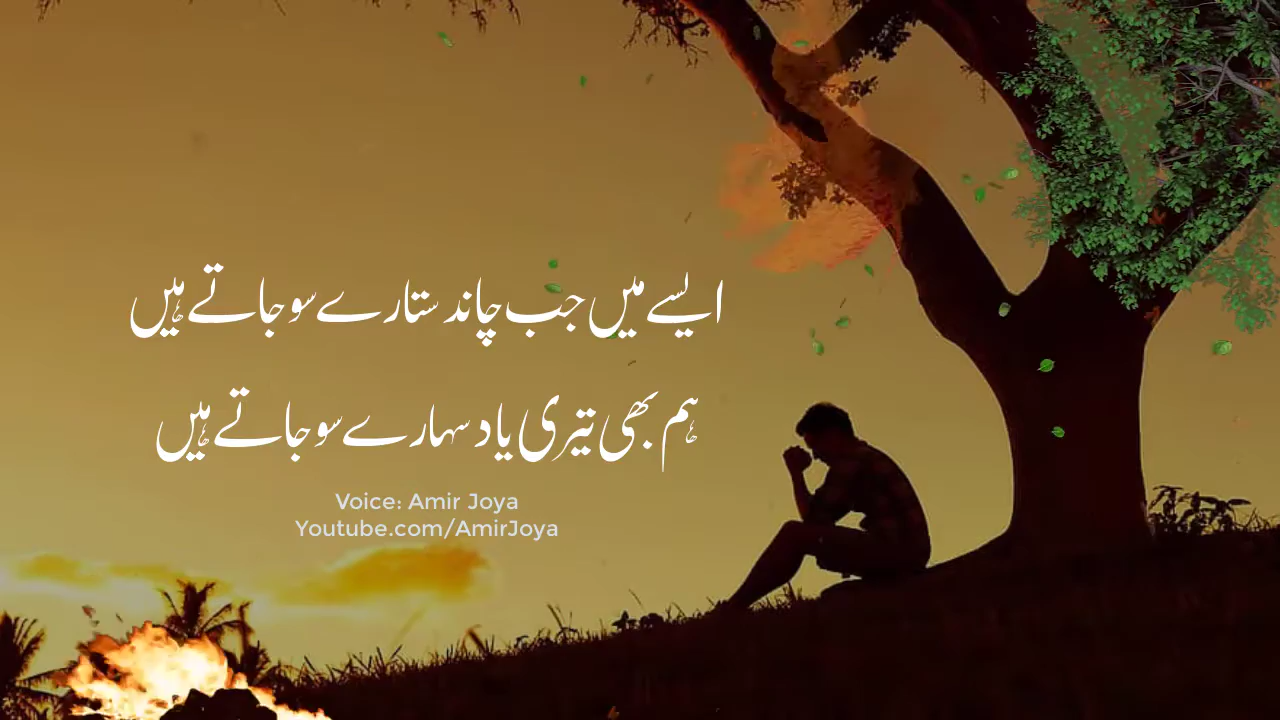 ایسے میں جب چاند ستارے سو جاتے ہیں
ہم بھی تیری یاد سہارے سو جاتے ہیں
Voice: Amir Joya
Youtube.com/AmirJoya